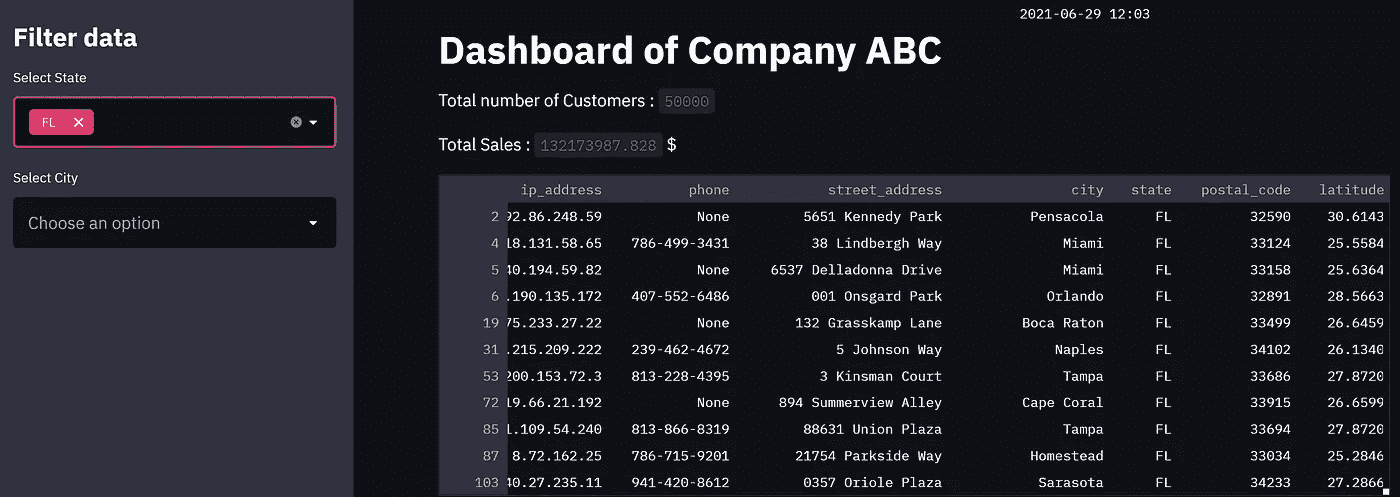 Filter data
Select State
FL
Select City
Choose an option
2021-06-29 12:03
Dashboard of Company ABC
Total number of Customers : 50000
Total Sales : 132173987.828 $
ip_address phone street_address city state postal_code latitude
2 92.86.248.59 None 5651 Kennedy Park Pensacola FL 32590 30.6143
4 18.131.58.65 786-499-3431 38 Lindbergh Way Miami FL 33124 25.5584
5 40.194.59.82 None 6537 Delladonna Drive Miami FL 33158 25.6364
6 .190.135.172 407-552-6486 001 Onsgard Park Orlando FL 32891 28.5663
19 75.233.27.22 None 132 Grasskamp Lane Boca Raton FL 33499 26.6459
31 .215.209.222 239-462-4672 5 Johnson Way Naples FL 34102 26.1340
53 200.153.72.3 813-228-4395 3 Kinsman Court Tampa FL 33686 27.8720
72 19.66.21.192 None 894 Summerview Alley Cape Coral FL 33915 26.6599
85 1.109.54.240 813-866-8319 88631 Union Plaza Tampa FL 33694 27.8720
87 8.72.162.25 786-715-9201 21754 Parkside Way Homestead FL 33034 25.2846
103 40.27.235.11 941-420-8612 0357 Oriole Plaza Sarasota FL 34233 27.2866